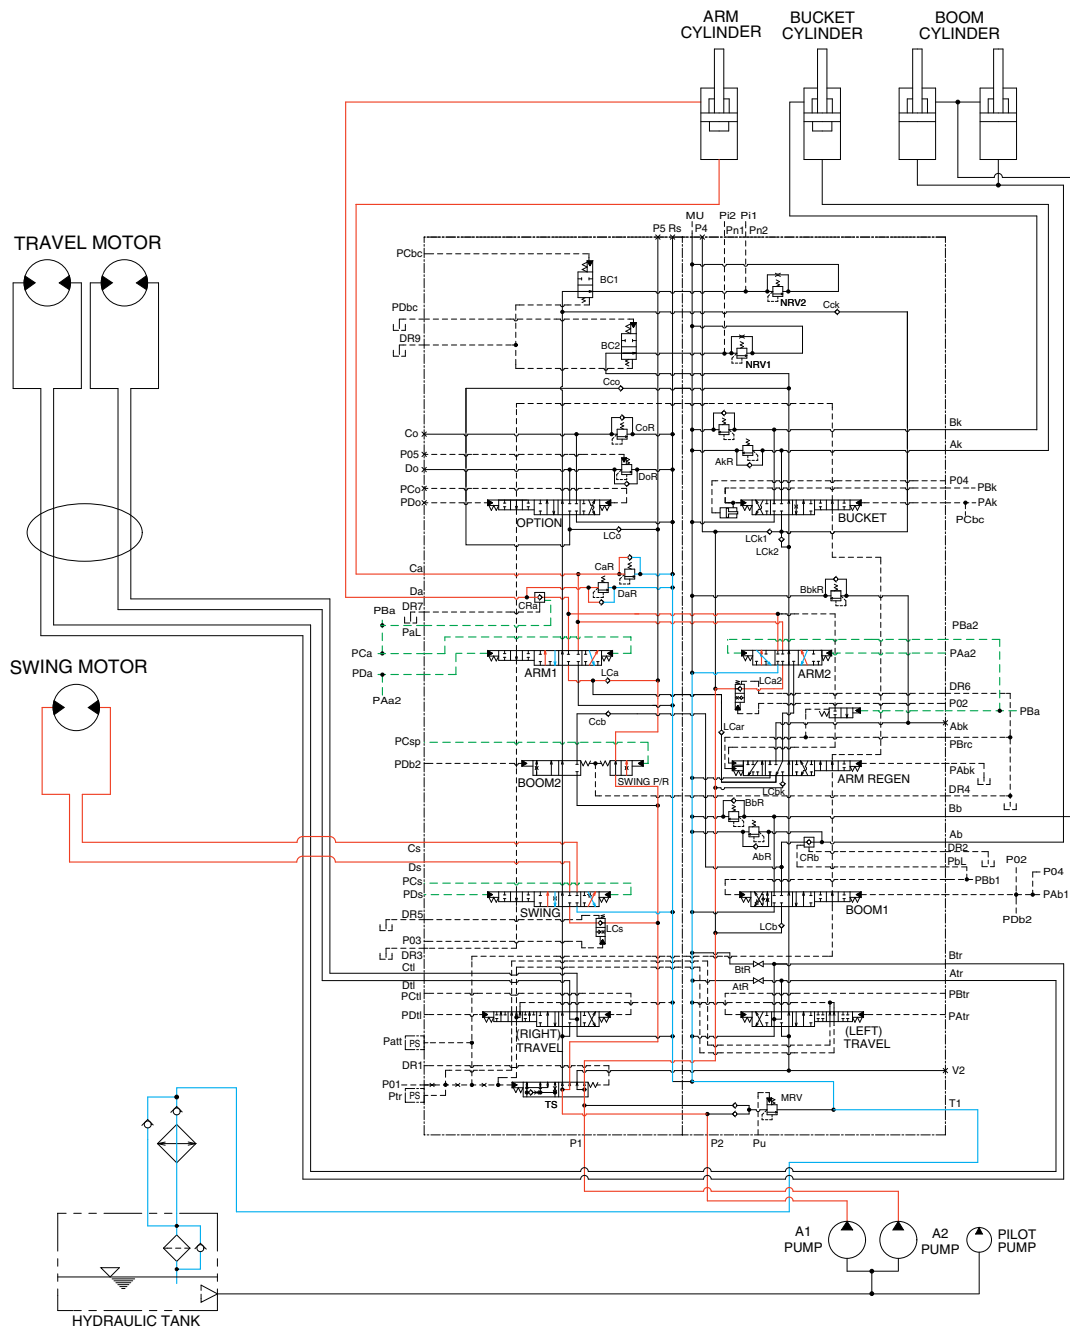 ARM
CYLINDER
BUCKET
CYLINDER
BOOM
CYLINDER
TRAVEL MOTOR
SWING MOTOR
MU
Pi2
Pi1
P5 Rs
P4
Pn1
Pn2
PCbc
BC1
NRV2
PDbc
Cck
DR9
BC2
NRV1
Cco
Co
CoR
Bk
P05
AkR
Ak
Do
DoR
P04
PCo
PBk
PDo
PAk
OPTION
BUCKET
PCbc
LCo
LCk1
LCk2
Ca
CaR
Da
DaR
BbkR
CRa
DR7
PBa
PaL
PBa2
PCa
PAa2
PDa
ARM1
LCa
LCa2
ARM2
PAa2
DR6
P02
PBa
Ccb
LCar
Abk
PCsp
PBrc
PDb2
PAbk
BOOM2
SWING P/R
LCbk
ARM REGEN
DR4
BbR
Bb
Cs
AbR
CRb
Ab
DR2
P02
Ds
PbL
P04
PCs
PBb1
PDs
PAb1
SWING
BOOM1
DR5
LCs
PDb2
P03
LCb
DR3
Btr
Ctl
BtR
Atr
Dtl
AtR
PCtl
PBtr
PDtl
PAtr
(RIGHT)
TRAVEL
(LEFT)
TRAVEL
Patt
PS
DR1
V2
P01
Ptr
PS
TS
MRV
T1
P1
P2
Pu
A1
PUMP
A2
PUMP
PILOT
PUMP
HYDRAULIC TANK